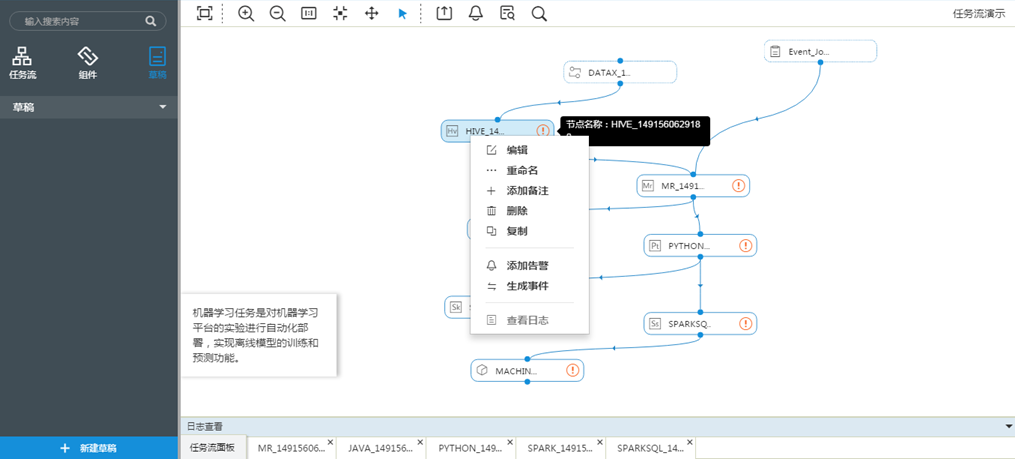 输入搜索内容
任务流演示
任务流
组件
草稿
草稿
Event_Jo...
DATAX_1...
Hv HIVE_14...
节点名称：HIVE_149156062918
编辑
重命名
添加备注
删除
复制
添加告警
生成事件
查看日志
Mr MR_1491...
Pt PYTHON...
Sk
Ss SPARKSQ...
MACHIN...
机器学习任务是对机器学习
平台的实验进行自动化部
署，实现离线模型的训练和
预测功能。
日志查看
新建草稿
任务流面板
MR_14915606...
JAVA_149156...
PYTHON_149...
SPARK_14915...
SPARKSQL_14...